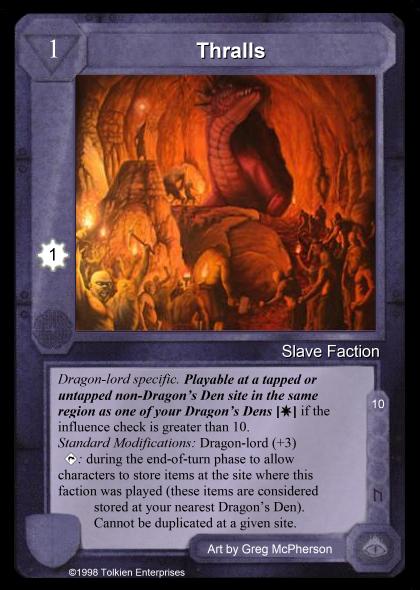 1
Thralls
1
Slave Faction
Dragon-lord specific. Playable at a tapped or
untapped non-Dragon's Den site in the same
region as one of your Dragon's Dens [✷] if the
influence check is greater than 10.
Standard Modifications: Dragon-lord (+3)
: during the end-of-turn phase to allow
characters to store items at the site where this
faction was played (these items are considered
stored at your nearest Dragon's Den).
Cannot be duplicated at a given site.
10
Art by Greg McPherson
©1998 Tolkien Enterprises